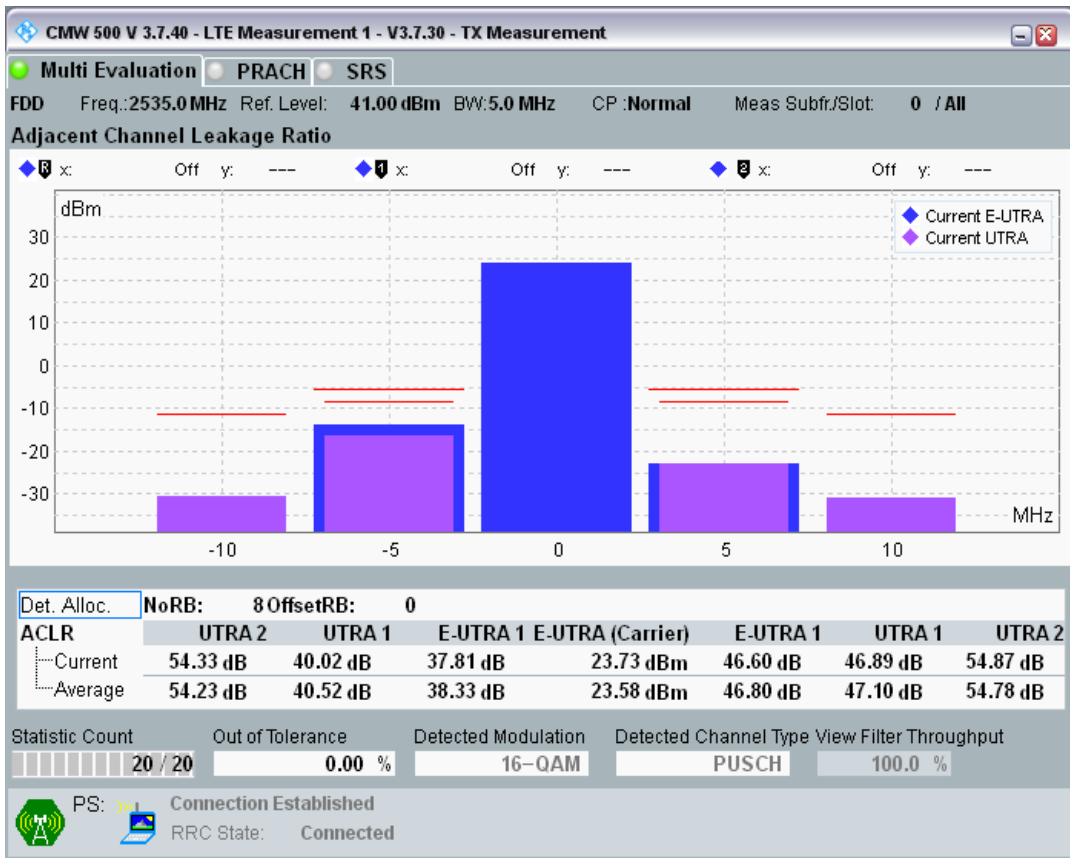 CMW 500 V 3.7.40 - LTE Measurement 1 - V3.7.30 - TX Measurement
Multi Evaluation PRACH SRS
FDD Freq.:2535.0 MHz Ref. Level: 41.00 dBm BW:5.0 MHz CP :Normal Meas Subfr./Slot: 0 / All
Adjacent Channel Leakage Ratio
R x: Off y: --- 1 x: Off y: --- 2 x: Off y: ---
dBm
Current E-UTRA
Current UTRA
30
20
10
0
-10
-20
-30
MHz
-10 -5 0 5 10
Det. Alloc. NoRB: 8 OffsetRB: 0
ACLR UTRA 2 UTRA 1 E-UTRA 1 E-UTRA (Carrier) E-UTRA 1 UTRA 1 UTRA 2
Current 54.33 dB 40.02 dB 37.81 dB 23.73 dBm 46.60 dB 46.89 dB 54.87 dB
Average 54.23 dB 40.52 dB 38.33 dB 23.58 dBm 46.80 dB 47.10 dB 54.78 dB
Statistic Count Out of Tolerance Detected Modulation Detected Channel Type View Filter Throughput
20 / 20 0.00 % 16-QAM PUSCH 100.0 %
PS: Connection Established
RRC State: Connected